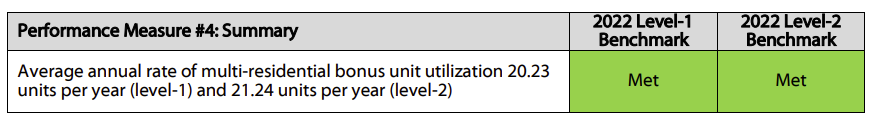 Performance Measure #4: Summary
2022 Level-1
Benchmark
2022 Level-2
Benchmark
Average annual rate of multi-residential bonus unit utilization 20.23
units per year (level-1) and 21.24 units per year (level-2)
Met
Met